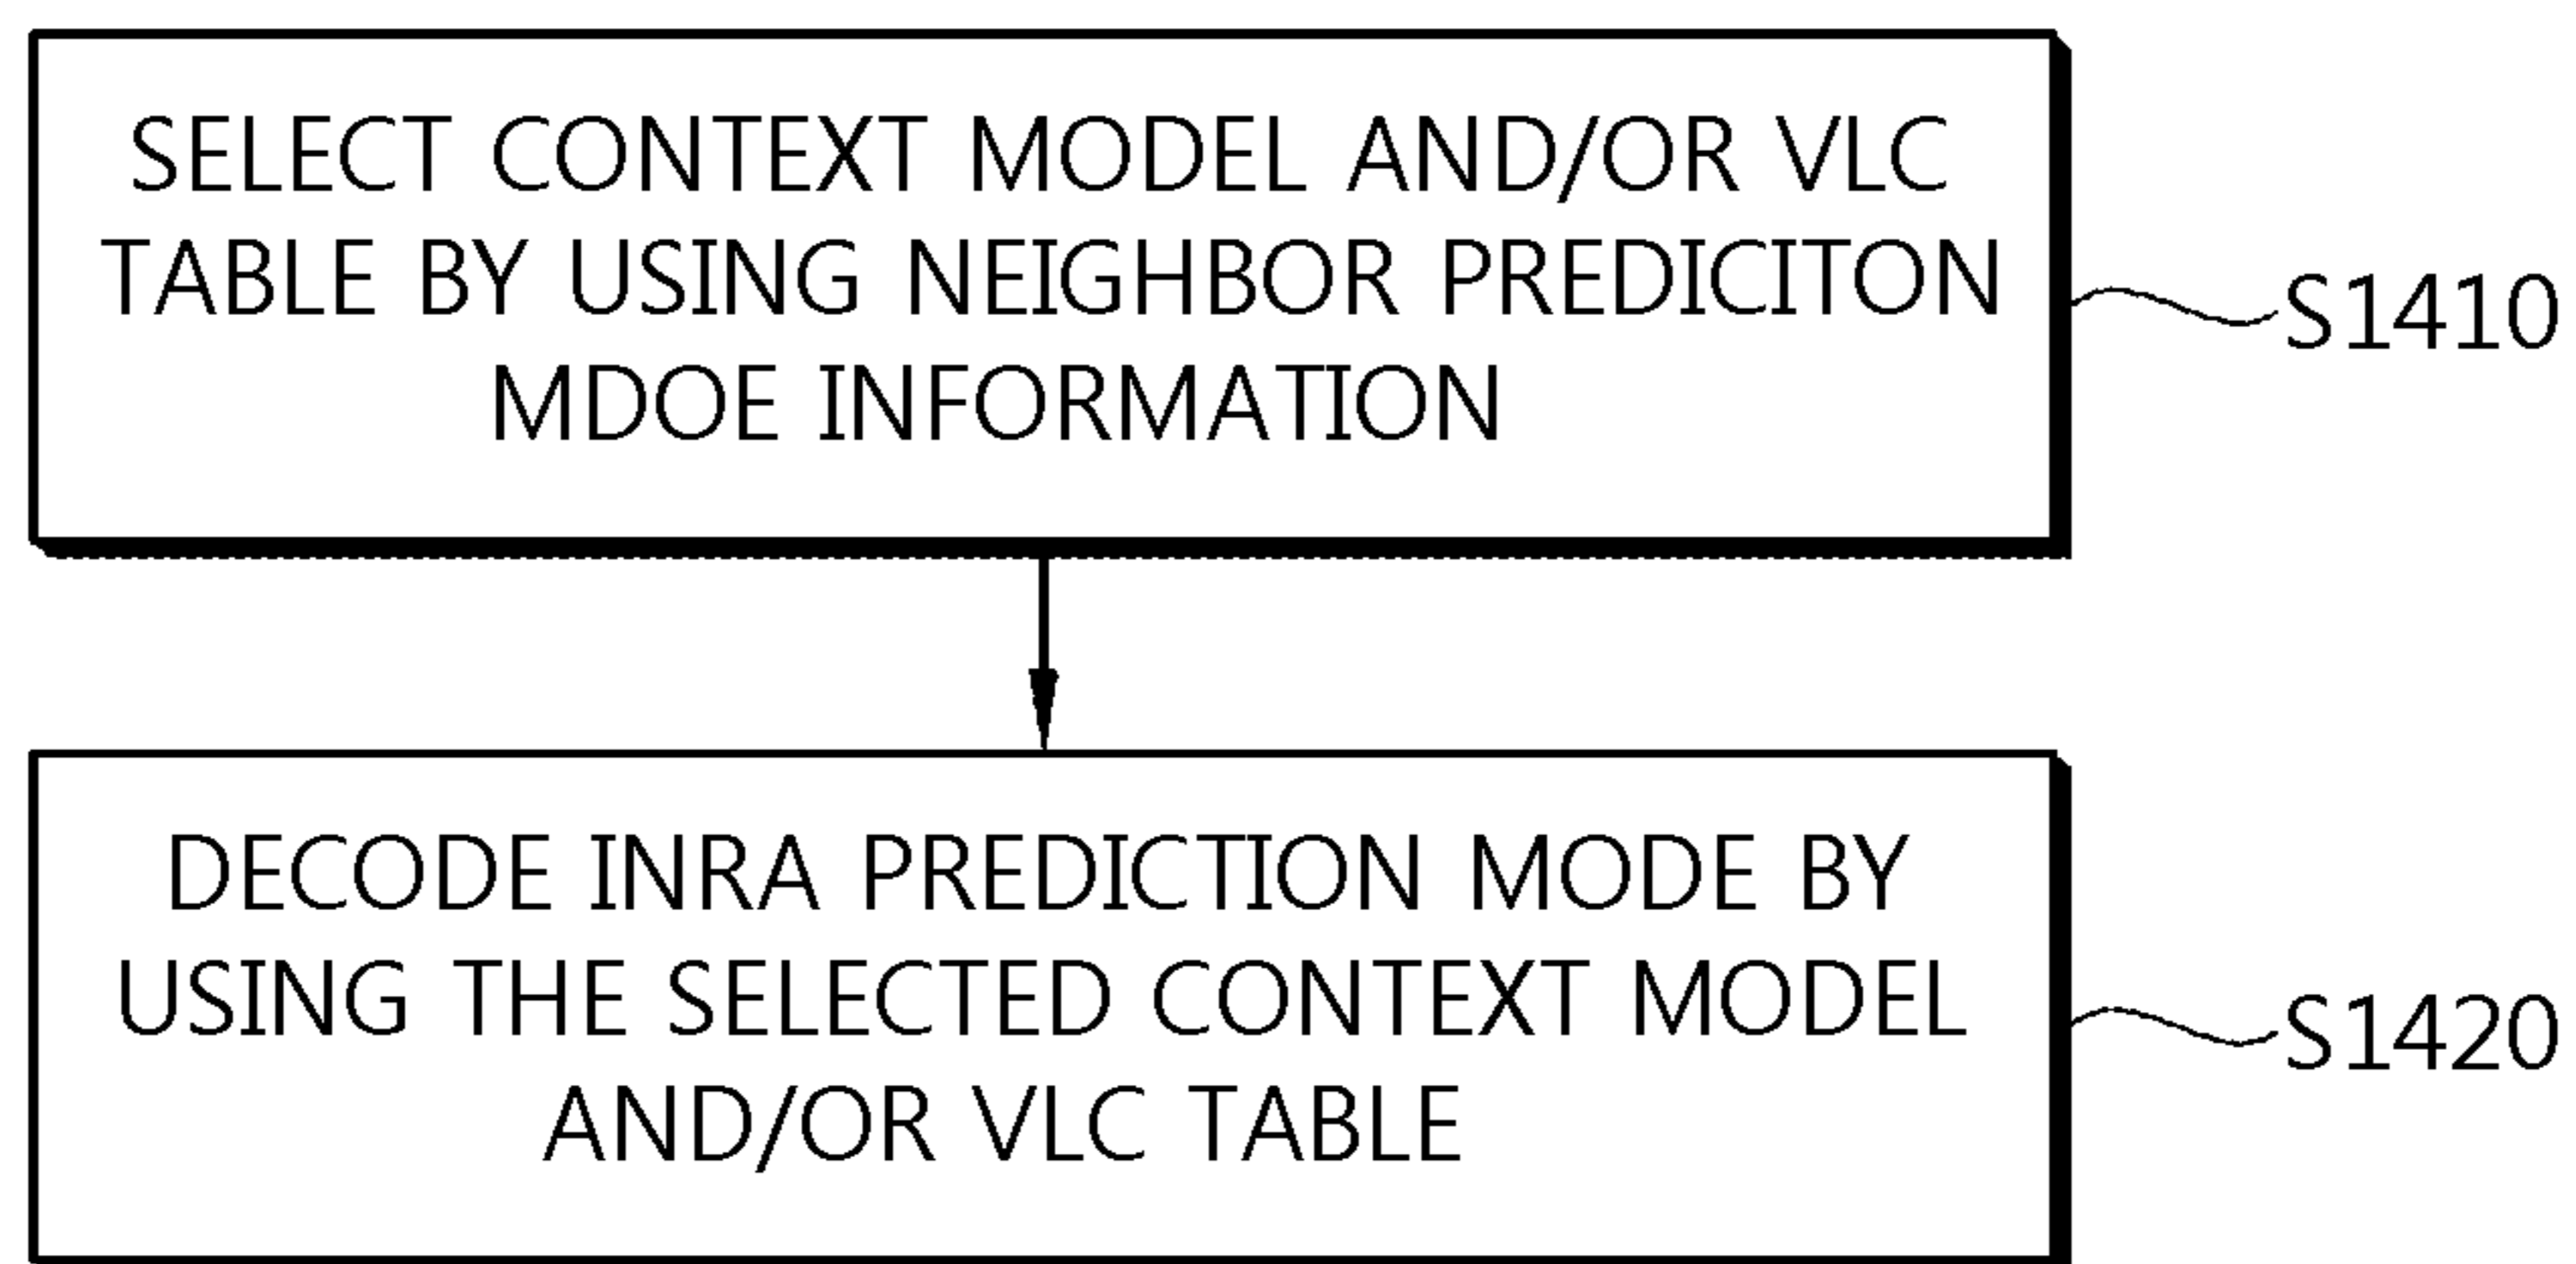 SELECT CONTEXT MODEL AND/OR VLC
TABLE BY USING NEIGHBOR PREDICITON
MDOE INFORMATION
S1410
DECODE INRA PREDICTION MODE BY
USING THE SELECTED CONTEXT MODEL
AND/OR VLC TABLE
S1420